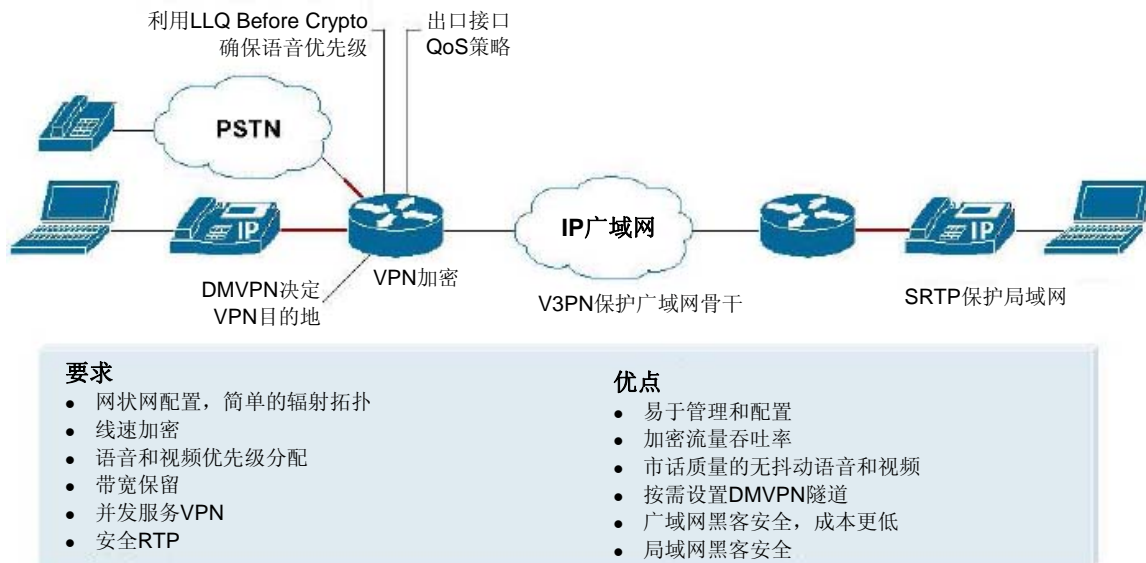 利用LLQ Before Crypto
确保语音优先级
出口接口
QoS策略
PSTN
IP
DMVPN决定
VPN目的地
VPN加密
IP广域网
V3PN保护广域网骨干
IP
SRTP保护局域网
要求
● 网状网配置，简单的辐射拓扑
● 线速加密
● 语音和视频优先级分配
● 带宽保留
● 并发服务VPN
● 安全RTP
优点
● 易于管理和配置
● 加密流量吞吐率
● 市话质量的无抖动语音和视频
● 按需设置DMVPN隧道
● 广域网黑客安全，成本更低
● 局域网黑客安全